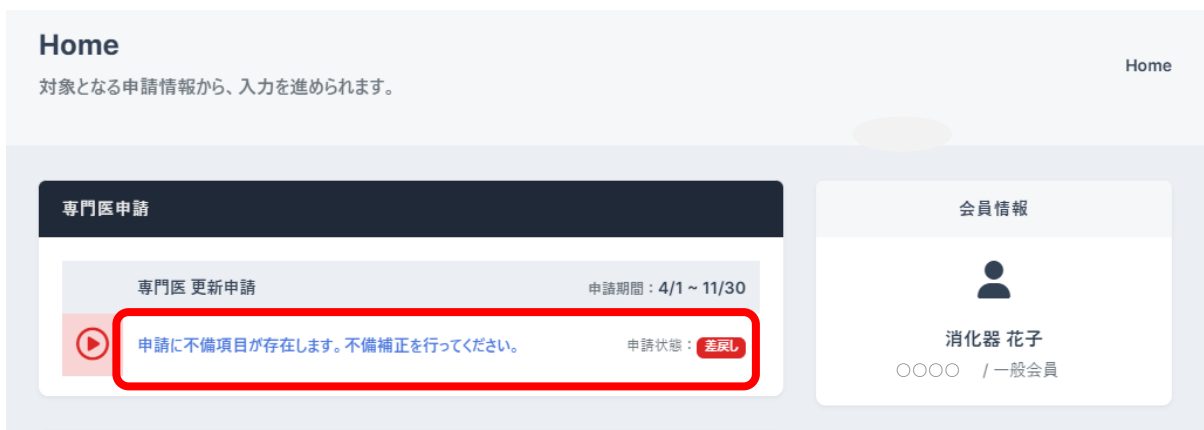 Home
対象となる申請情報から、入力を進められます。
Home
専門医申請
専門医 更新申請
申請期間：4/1 ~ 11/30
申請に不備項目が存在します。不備補正を行ってください。
申請状態：差戻し
会員情報
消化器 花子
○○○○ / 一般会員